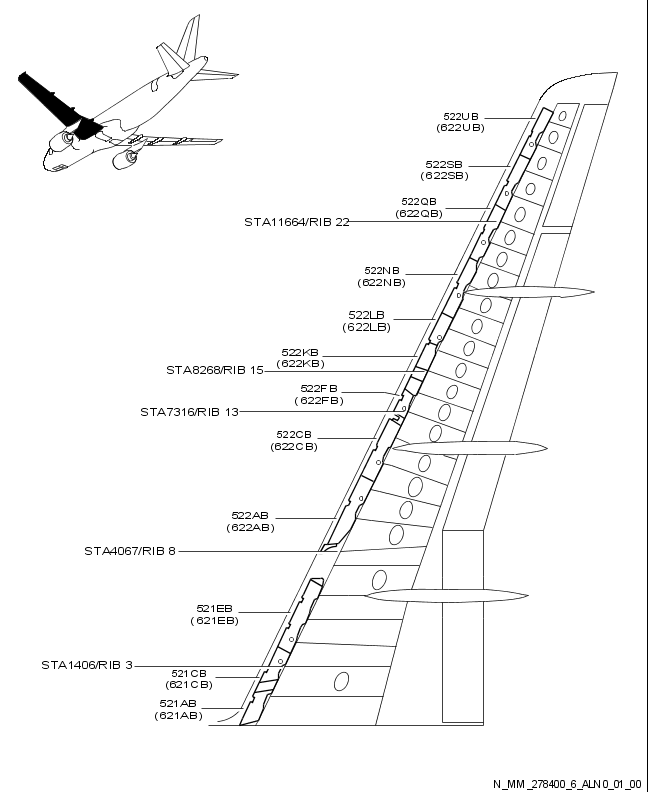 522UB
(622UB)
522SB
(622SB)
522QB
(622QB)
STA11664/RIB 22
522NB
(622NB)
522LB
(622LB)
522KB
(622KB)
STA8268/RIB 15
522FB
(622FB)
STA7316/RIB 13
522CB
(622CB)
522AB
(622AB)
STA4067/RIB 8
521EB
(621EB)
STA1406/RIB 3
521CB
(621CB)
521AB
(621AB)
N_MM_278400_6_ALN0_01_00